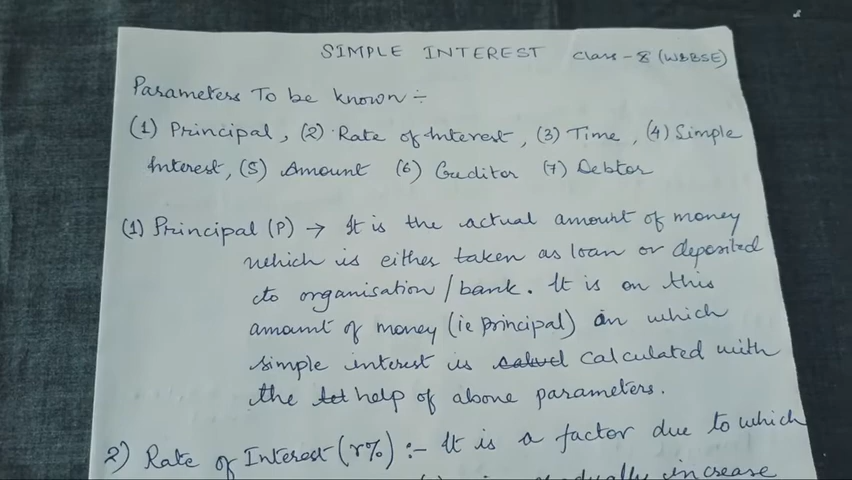 SIMPLE INTEREST Class-8 (WBBSE)
Parameters To be known :-
(1) Principal, (2) Rate of Interest, (3) Time, (4) Simple
Interest, (5) Amount (6) Creditor (7) Debtor
(1) Principal (P) → It is the actual amount of money
which is either taken as loan or deposited
to organisation/bank. It is on this
amount of money (ie principal) on which
simple interest is calculated with
the help of above parameters.
2) Rate of Interest (r%) :- It is a factor due to which
gradually increase